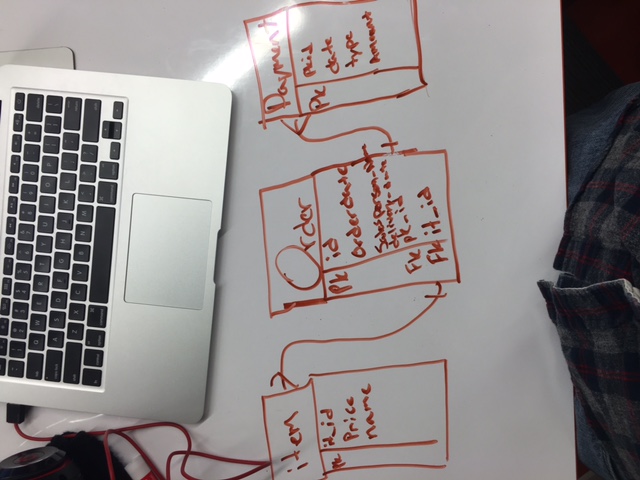 item
PK it_id
Price
name
Order
PK id
Orderdate
Salesperson_Name
delivery_date
FK pk_id
FK it_id
Payment
PK Pkid
date
type
Amount